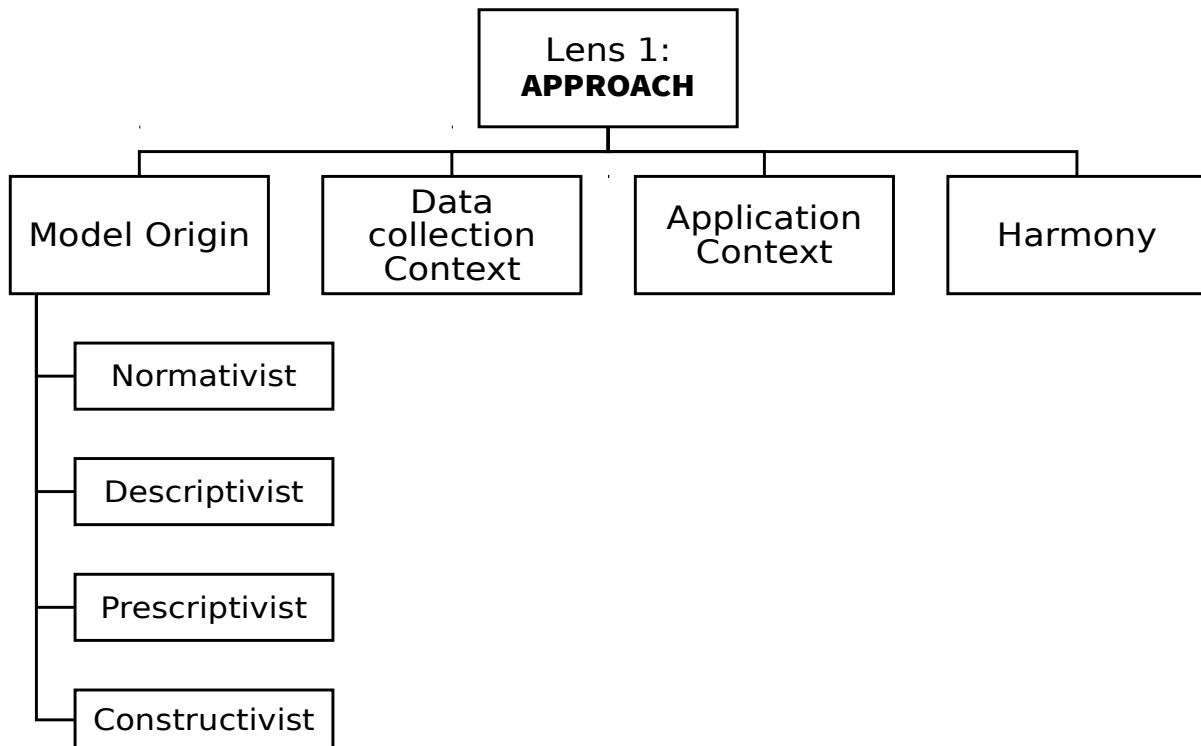 Lens 1:
APPROACH
Model Origin
Data
collection
Context
Application
Context
Harmony
Normativist
Descriptivist
Prescriptivist
Constructivist